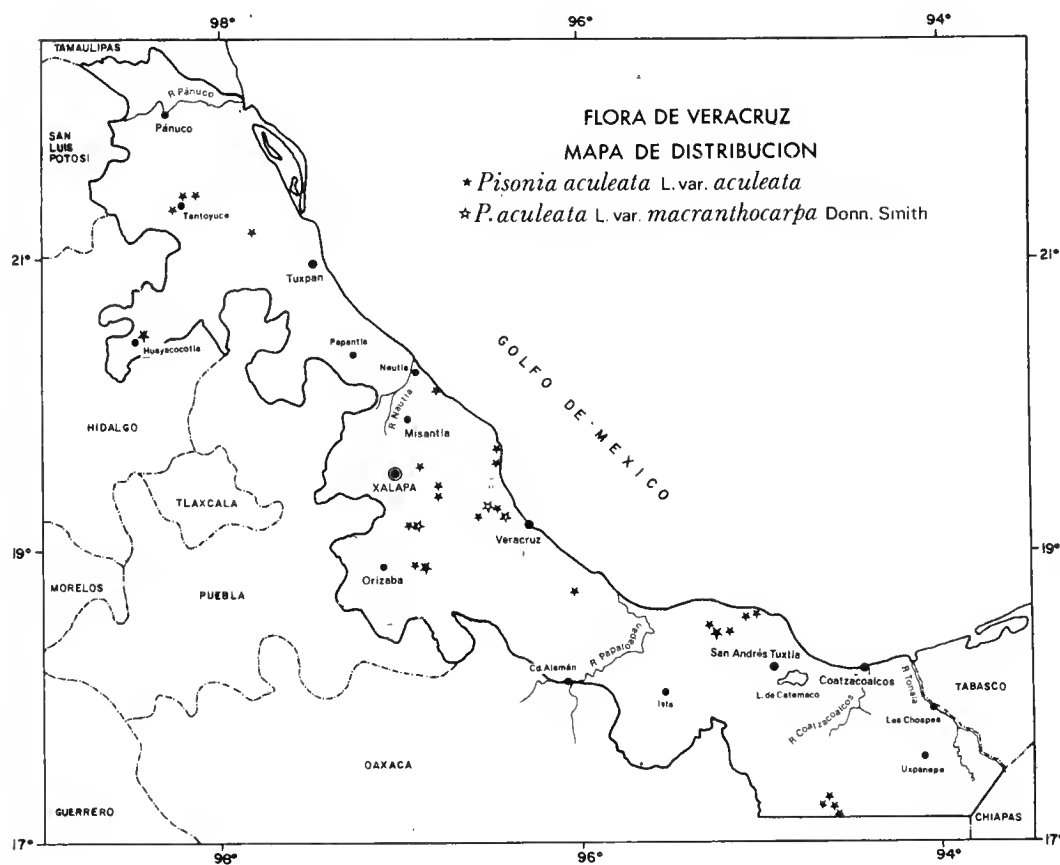 98° 96° 94°
TAMAULIPAS
R Pánuco
Pánuco
FLORA DE VERACRUZ
SAN LUIS POTOSI
MAPA DE DISTRIBUCION
★ Pisonia aculeata L. var. aculeata
Tantoyuca
☆ P. aculeata L. var. macranthocarpa Donn. Smith
21° 21°
Tuxpan
Huayacocotla
Papantla
Nautla
GOLFO DE MEXICO
R Nautla
Misantla
HIDALGO
XALAPA
TLAXCALA
Veracruz
19° 19°
Orizaba
MORELOS
PUEBLA
R Papaloapan
San Andrés Tuxtla
Cd. Alemán
Coatzacoalcos
L. de Catemaco
R Tonala
TABASCO
Isla
R Coatzacoalcos
Las Choapas
OAXACA
Uxpanapa
GUERRERO
CHIAPAS
17° 17°
98° 96° 94°